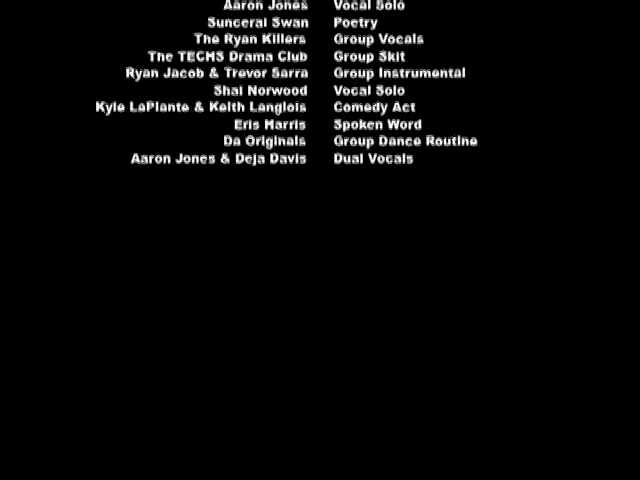 Aaron Jones Vocal Solo
Sunceral Swan Poetry
The Ryan Killers Group Vocals
The TECHS Drama Club Group Skit
Ryan Jacob & Trevor Sarra Group Instrumental
Shai Norwood Vocal Solo
Kyle LaPlante & Keith Langlois Comedy Act
Eris Harris Spoken Word
Da Originals Group Dance Routine
Aaron Jones & Deja Davis Dual Vocals